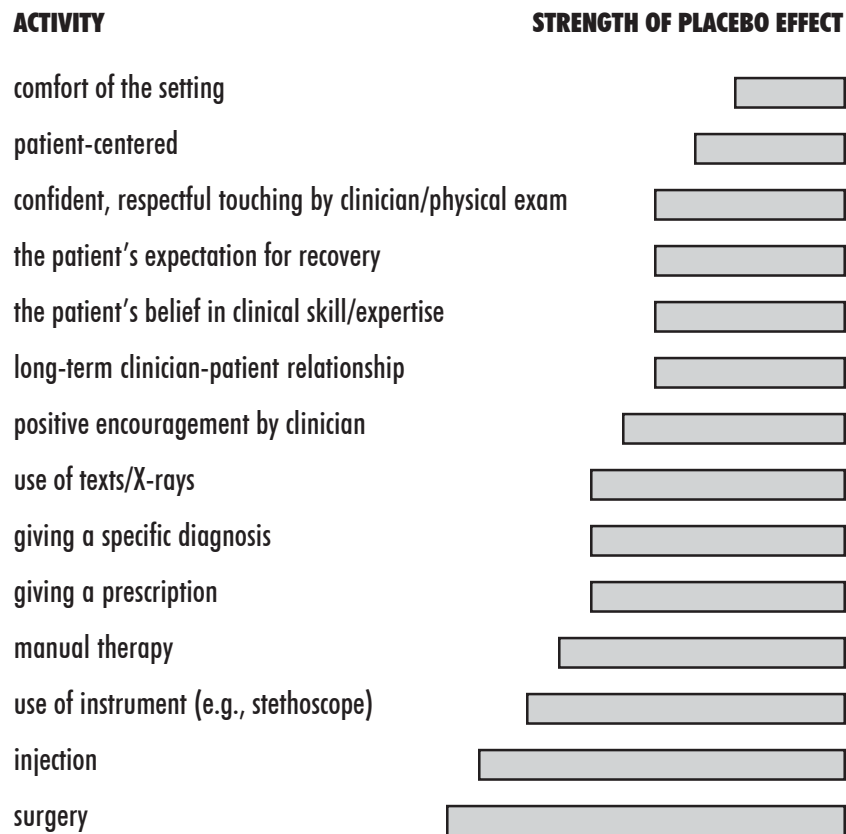 ACTIVITY STRENGTH OF PLACEBO EFFECT
comfort of the setting
patient-centered
confident, respectful touching by clinician/physical exam
the patient’s expectation for recovery
the patient’s belief in clinical skill/expertise
long-term clinician-patient relationship
positive encouragement by clinician
use of texts/X-rays
giving a specific diagnosis
giving a prescription
manual therapy
use of instrument (e.g., stethoscope)
injection
surgery